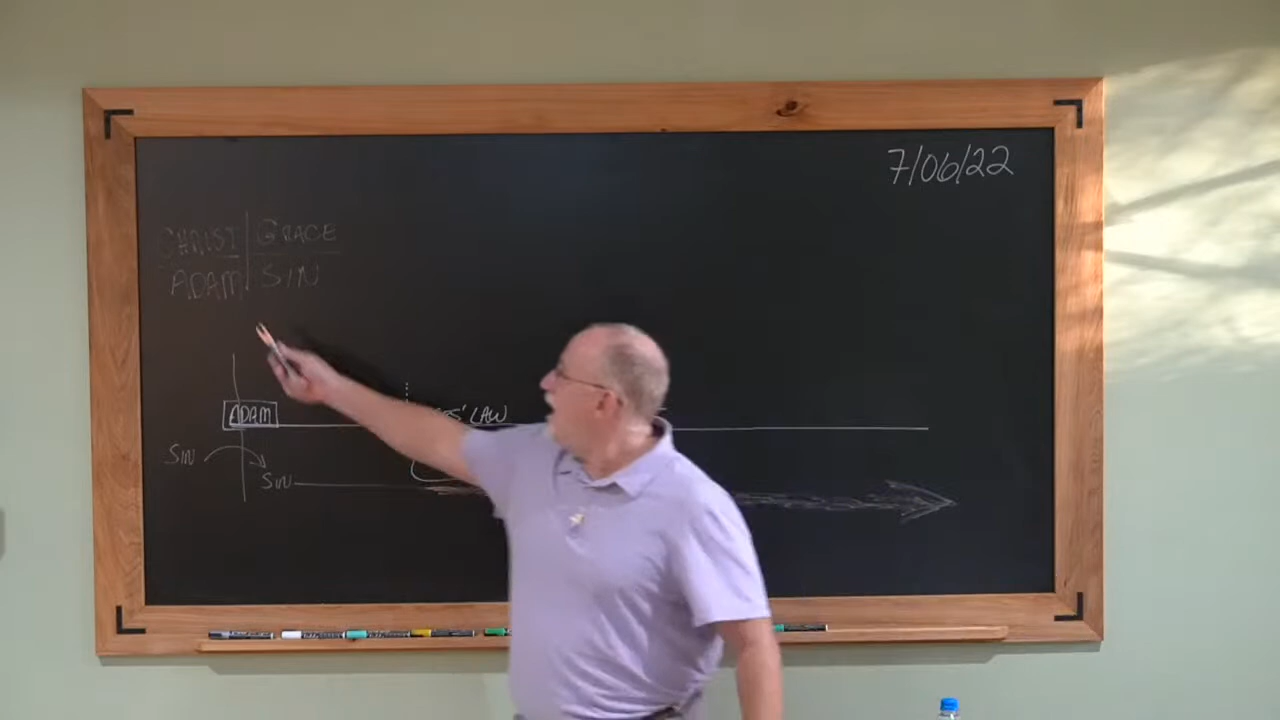 7/06/22
CHRIST GRACE
ADAM SIN
ADAM
LAW
SIN
SIN